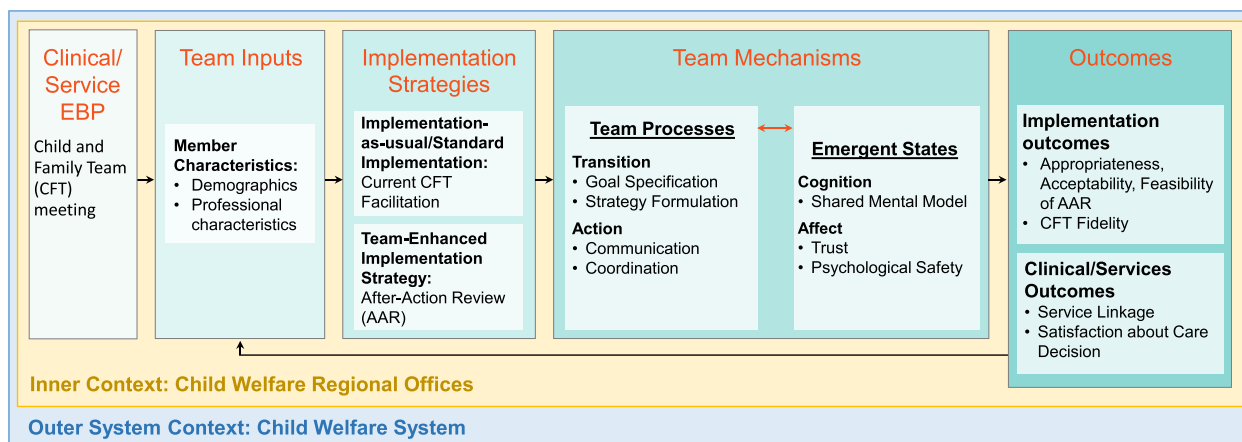 Clinical/
Service
EBP
Child and
Family Team
(CFT)
meeting
Team Inputs
Member
Characteristics:
• Demographics
• Professional
characteristics
Implementation
Strategies
Implementation-
as-usual/Standard
Implementation:
Current CFT
Facilitation
Team-Enhanced
Implementation
Strategy:
After-Action Review
(AAR)
Team Mechanisms
Team Processes
Transition
• Goal Specification
• Strategy Formulation
Action
• Communication
• Coordination
Emergent States
Cognition
• Shared Mental Model
Affect
• Trust
• Psychological Safety
Outcomes
Implementation
outcomes
• Appropriateness,
Acceptability, Feasibility
of AAR
• CFT Fidelity
Clinical/Services
Outcomes
• Service Linkage
• Satisfaction about Care
Decision
Inner Context: Child Welfare Regional Offices
Outer System Context: Child Welfare System